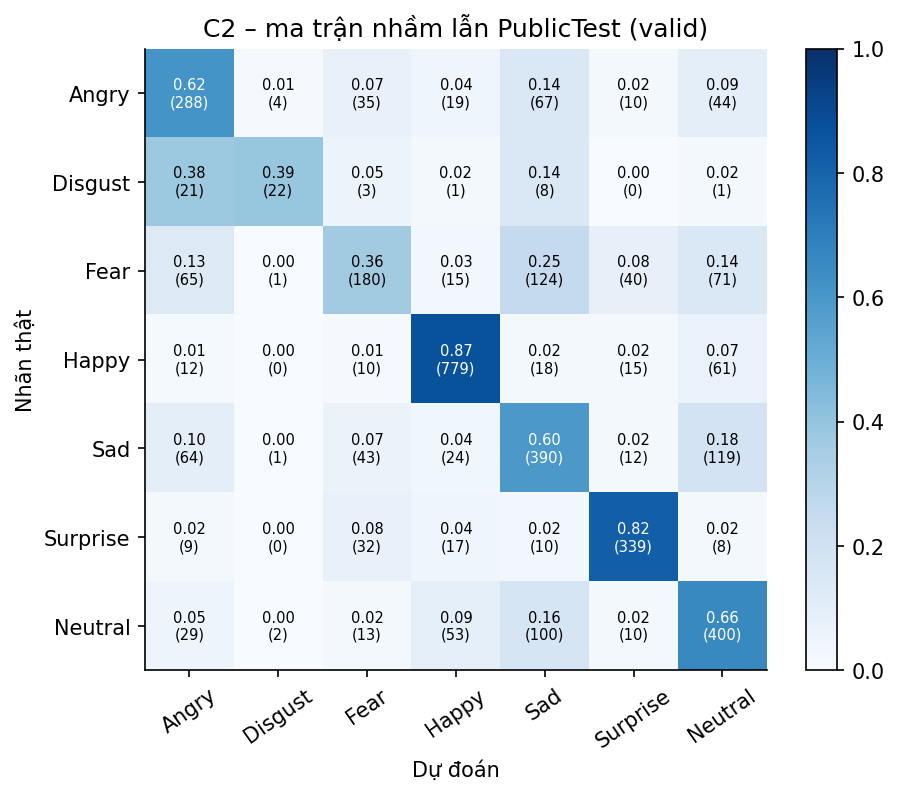 C2 – ma trận nhầm lẫn PublicTest (valid)
Nhãn thật
Angry
0.62 0.01 0.07 0.04 0.14 0.02 0.09
(288) (4) (35) (19) (67) (10) (44)
Disgust
0.38 0.39 0.05 0.02 0.14 0.00 0.02
(21) (22) (3) (1) (8) (0) (1)
Fear
0.13 0.00 0.36 0.03 0.25 0.08 0.14
(65) (1) (180) (15) (124) (40) (71)
Happy
0.01 0.00 0.01 0.87 0.02 0.02 0.07
(12) (0) (10) (779) (18) (15) (61)
Sad
0.10 0.00 0.07 0.04 0.60 0.02 0.18
(64) (1) (43) (24) (390) (12) (119)
Surprise
0.02 0.00 0.08 0.04 0.02 0.82 0.02
(9) (0) (32) (17) (10) (339) (8)
Neutral
0.05 0.00 0.02 0.09 0.16 0.02 0.66
(29) (2) (13) (53) (100) (10) (400)
Angry Disgust Fear Happy Sad Surprise Neutral
Dự đoán
1.0
0.8
0.6
0.4
0.2
0.0